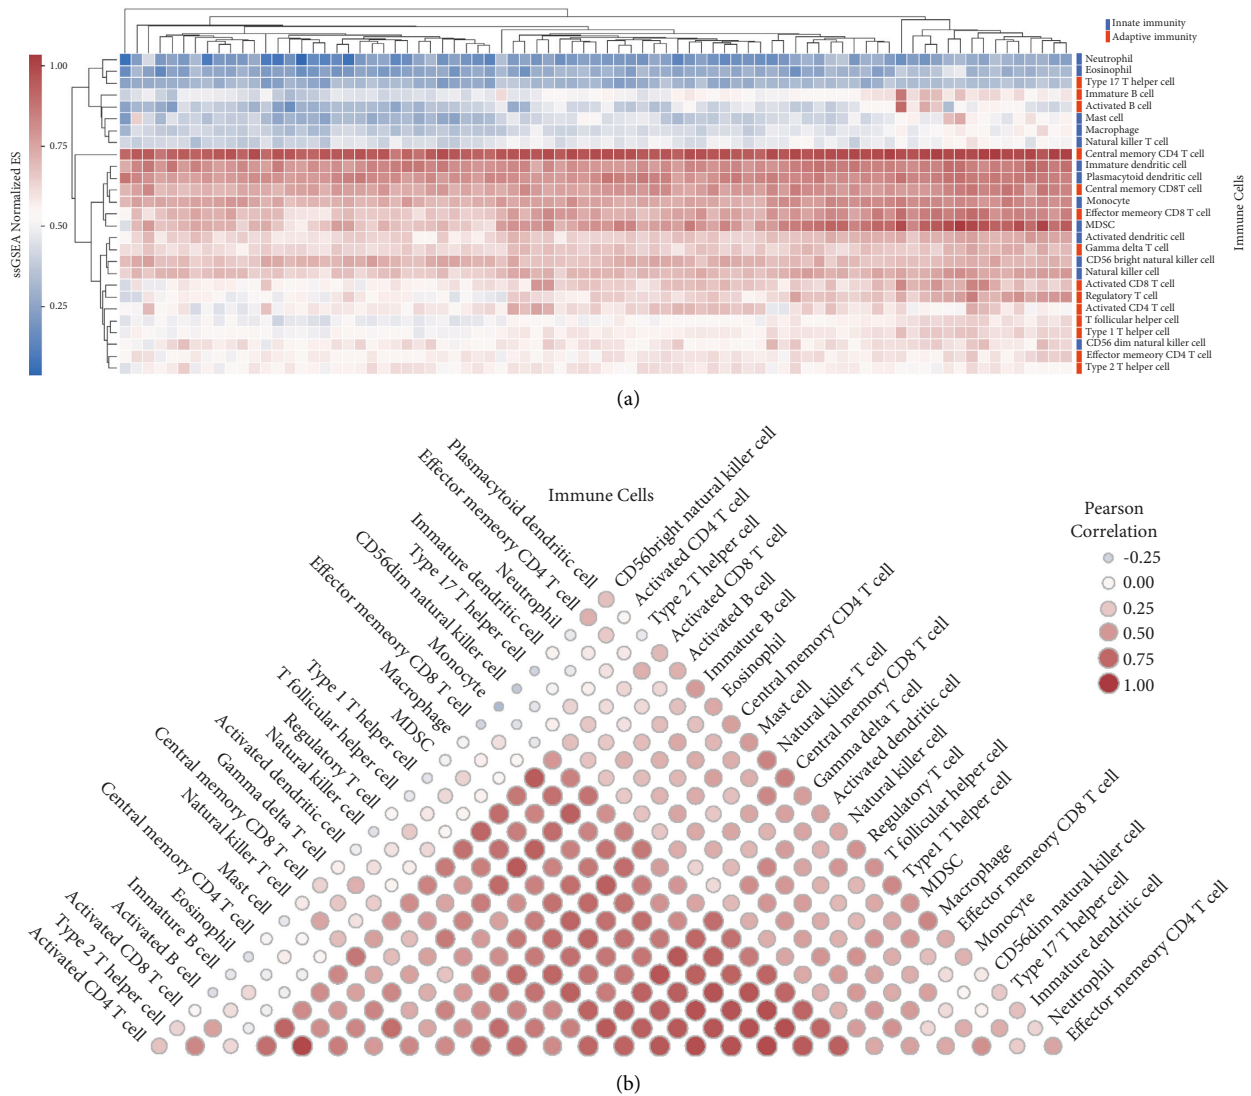 Innate immunity
Adaptive immunity
ssGSEA Normalized ES
1.00
0.75
0.50
0.25
Neutrophil
Eosinophil
Type 17 T helper cell
Immature B cell
Activated B cell
Mast cell
Macrophage
Natural killer T cell
Central memory CD4 T cell
Immature dendritic cell
Plasmacytoid dendritic cell
Central memory CD8T cell
Monocyte
Effector memeory CD8 T cell
MDSC
Activated dendritic cell
Gamma delta T cell
CD56 bright natural killer cell
Natural killer cell
Activated CD8 T cell
Regulatory T cell
Activated CD4 T cell
T follicular helper cell
Type 1 T helper cell
CD56 dim natural killer cell
Effector memeory CD4 T cell
Type 2 T helper cell
Immune Cells
(a)
Immune Cells
Plasmacytoid dendritic cell
Effector memeory CD4 T cell
Neutrophil
Immature dendritic cell
Type 17 T helper cell
CD56dim natural killer cell
Monocyte
Effector memeory CD8 T cell
Macrophage
MDSC
Type 1 T helper cell
T follicular helper cell
Regulatory T cell
Natural killer cell
Activated dendritic cell
Gamma delta T cell
Central memory CD8 T cell
Natural killer T cell
Mast cell
Central memory CD4 T cell
Eosinophil
Immature B cell
Activated B cell
Activated CD8 T cell
Type 2 T helper cell
Activated CD4 T cell
CD56bright natural killer cell
Activated CD4 T cell
Type 2 T helper cell
Activated CD8 T cell
Activated B cell
Immature B cell
Eosinophil
Central memory CD4 T cell
Mast cell
Natural killer T cell
Central memory CD8 T cell
Gamma delta T cell
Activated dendritic cell
Natural killer cell
Regulatory T cell
T follicular helper cell
Type1 T helper cell
MDSC
Macrophage
Effector memeory CD8 T cell
Monocyte
CD56dim natural killer cell
Type 17 T helper cell
Immature dendritic cell
Neutrophil
Effector memory CD4 T cell
Pearson
Correlation
-0.25
0.00
0.25
0.50
0.75
1.00
(b)